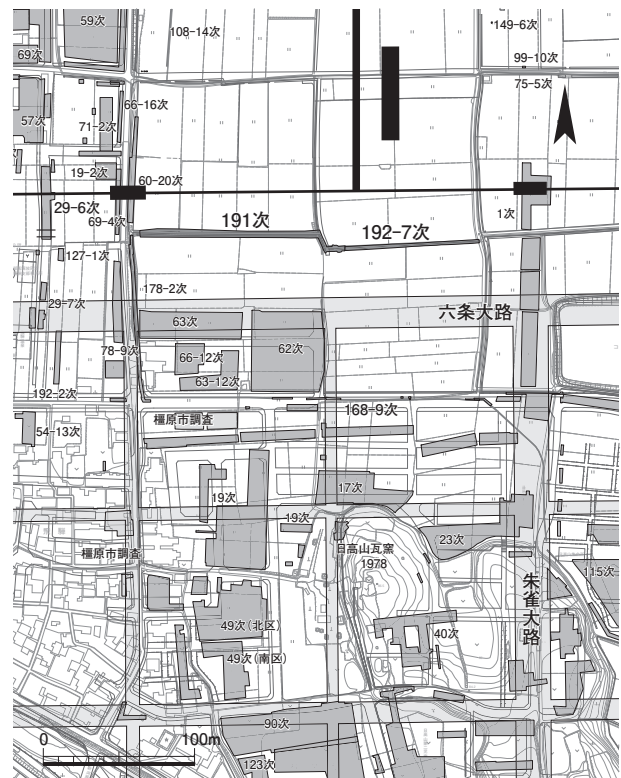 59次
108-14次
149-6次
69次
99-10次
75-5次
66-16次
57次
71-2次
19-2次
60-20次
29-6次
69-4次
191次
192-7次
1次
127-1次
178-2次
29-7次
六条大路
63次
62次
78-9次
66-12次
63-12次
192-2次
168-9次
橿原市調査
54-13次
19次
17次
19次
23次
橿原市調査
日高山瓦窯
1978
朱雀大路
115次
49次(北区)
40次
49次(南区)
90次
0 100m
123次